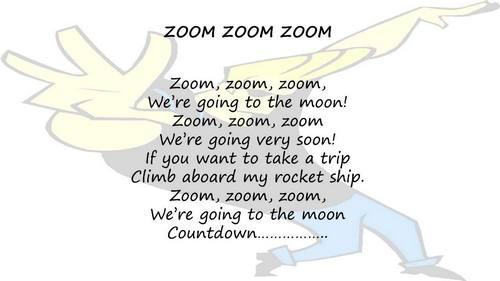 ZOOM ZOOM ZOOM
Zoom, zoom, zoom,
We're going to the moon!
Zoom, zoom, zoom
We're going very soon!
If you want to take a trip
Climb aboard my rocket ship.
Zoom, zoom, zoom,
We're going to the moon
Countdown……………..